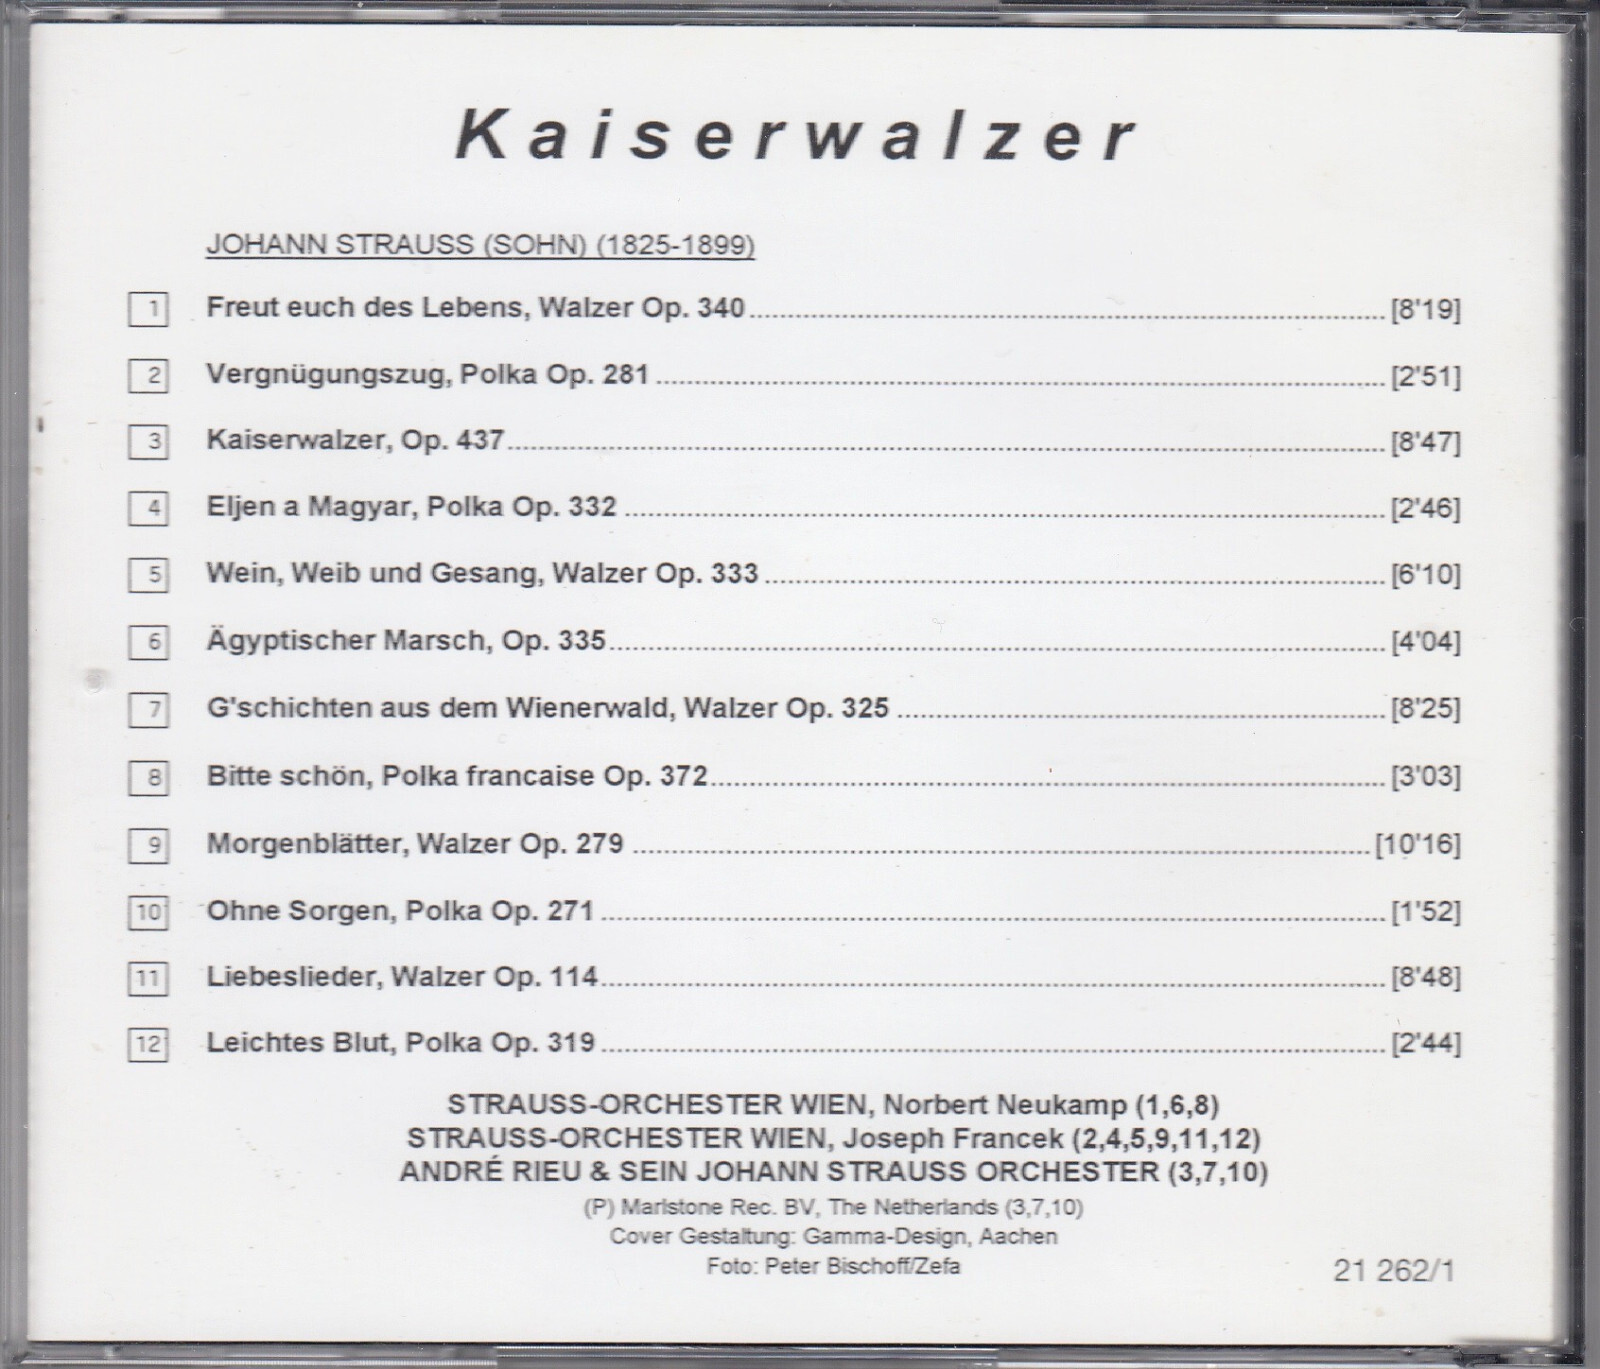 Kaiserwalzer
JOHANN STRAUSS (SOHN) (1825-1899)
1 Freut euch des Lebens, Walzer Op. 340 [8'19]
2 Vergnügungszug, Polka Op. 281 [2'51]
3 Kaiserwalzer, Op. 437 [8'47]
4 Eljen a Magyar, Polka Op. 332 [2'46]
5 Wein, Weib und Gesang, Walzer Op. 333 [6'10]
6 Ägyptischer Marsch, Op. 335 [4'04]
7 G'schichten aus dem Wienerwald, Walzer Op. 325 [8'25]
8 Bitte schön, Polka francaise Op. 372 [3'03]
9 Morgenblätter, Walzer Op. 279 [10'16]
10 Ohne Sorgen, Polka Op. 271 [1'52]
11 Liebeslieder, Walzer Op. 114 [8'48]
12 Leichtes Blut, Polka Op. 319 [2'44]
STRAUSS-ORCHESTER WIEN, Norbert Neukamp (1,6,8)
STRAUSS-ORCHESTER WIEN, Joseph Francek (2,4,5,9,11,12)
ANDRÉ RIEU & SEIN JOHANN STRAUSS ORCHESTER (3,7,10)
(P) Marlstone Rec. BV, The Netherlands (3,7,10)
Cover Gestaltung: Gamma-Design, Aachen
Foto: Peter Bischoff/Zefa
21 262/1